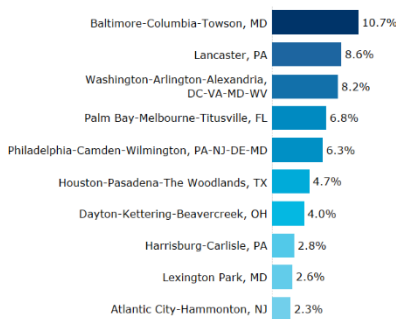 Baltimore-Columbia-Towson, MD 10.7%
Lancaster, PA 8.6%
Washington-Arlington-Alexandria,
DC-VA-MD-WV 8.2%
Palm Bay-Melbourne-Titusville, FL 6.8%
Philadelphia-Camden-Wilmington, PA-NJ-DE-MD 6.3%
Houston-Pasadena-The Woodlands, TX 4.7%
Dayton-Kettering-Beavercreek, OH 4.0%
Harrisburg-Carlisle, PA 2.8%
Lexington Park, MD 2.6%
Atlantic City-Hammonton, NJ 2.3%